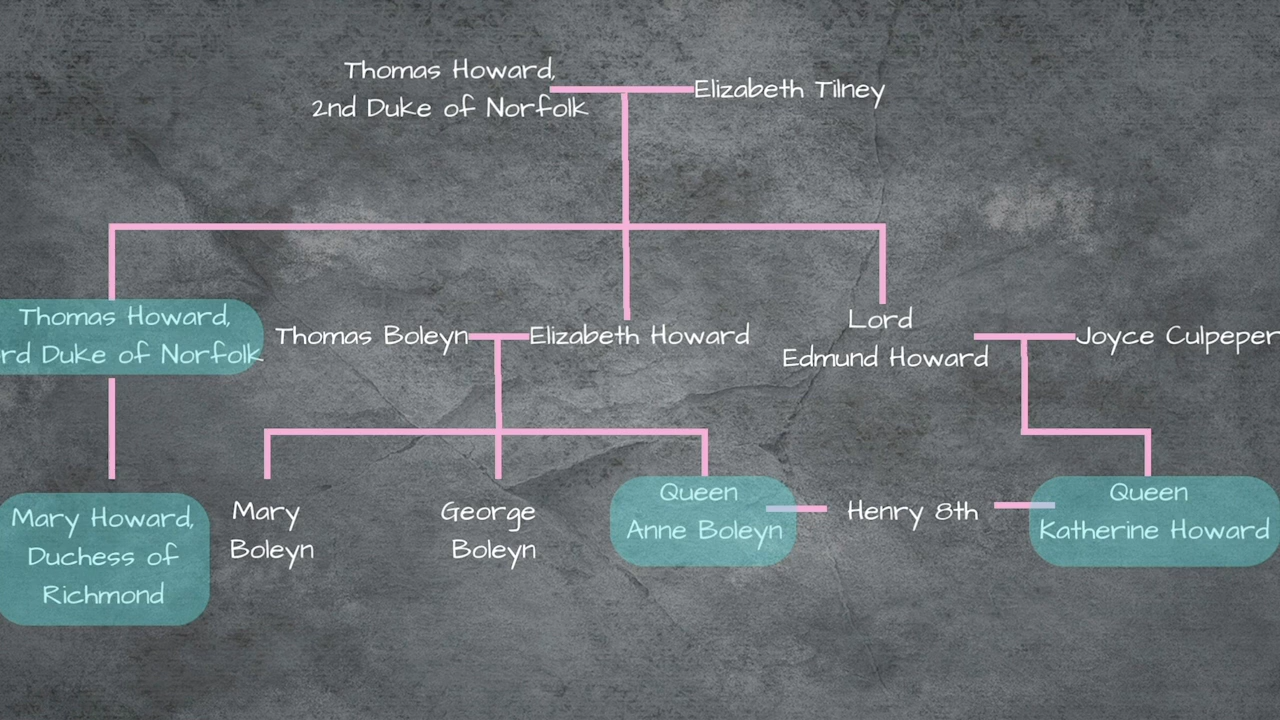 Thomas Howard,
2nd Duke of Norfolk
Elizabeth Tilney
Thomas Howard,
rd Duke of Norfolk
Thomas Boleyn
Elizabeth Howard
Lord
Edmund Howard
Joyce Culpeper
Mary Howard,
Duchess of
Richmond
Mary
Boleyn
George
Boleyn
Queen
Anne Boleyn
Henry 8th
Queen
Katherine Howard